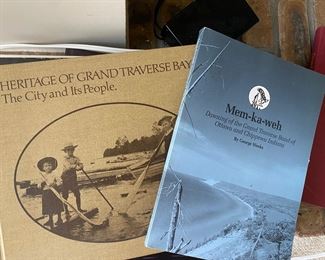 HERITAGE OF GRAND TRAVERSE BAY
The City and Its People.
Mem-ka-weh
Dawning of the Grand Traverse Band of
Ottawa and Chippewa Indians
By George Weeks